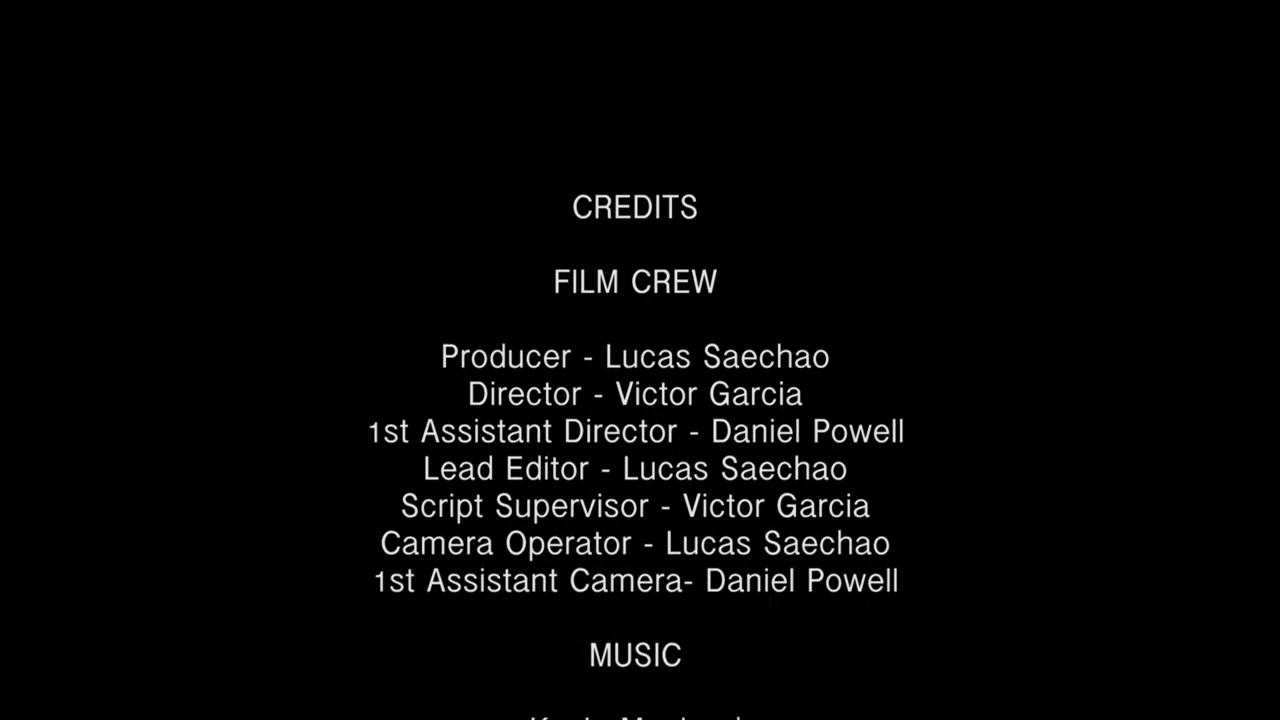 CREDITS
FILM CREW
Producer - Lucas Saechao
Director - Victor Garcia
1st Assistant Director - Daniel Powell
Lead Editor - Lucas Saechao
Script Supervisor - Victor Garcia
Camera Operator - Lucas Saechao
1st Assistant Camera- Daniel Powell
MUSIC